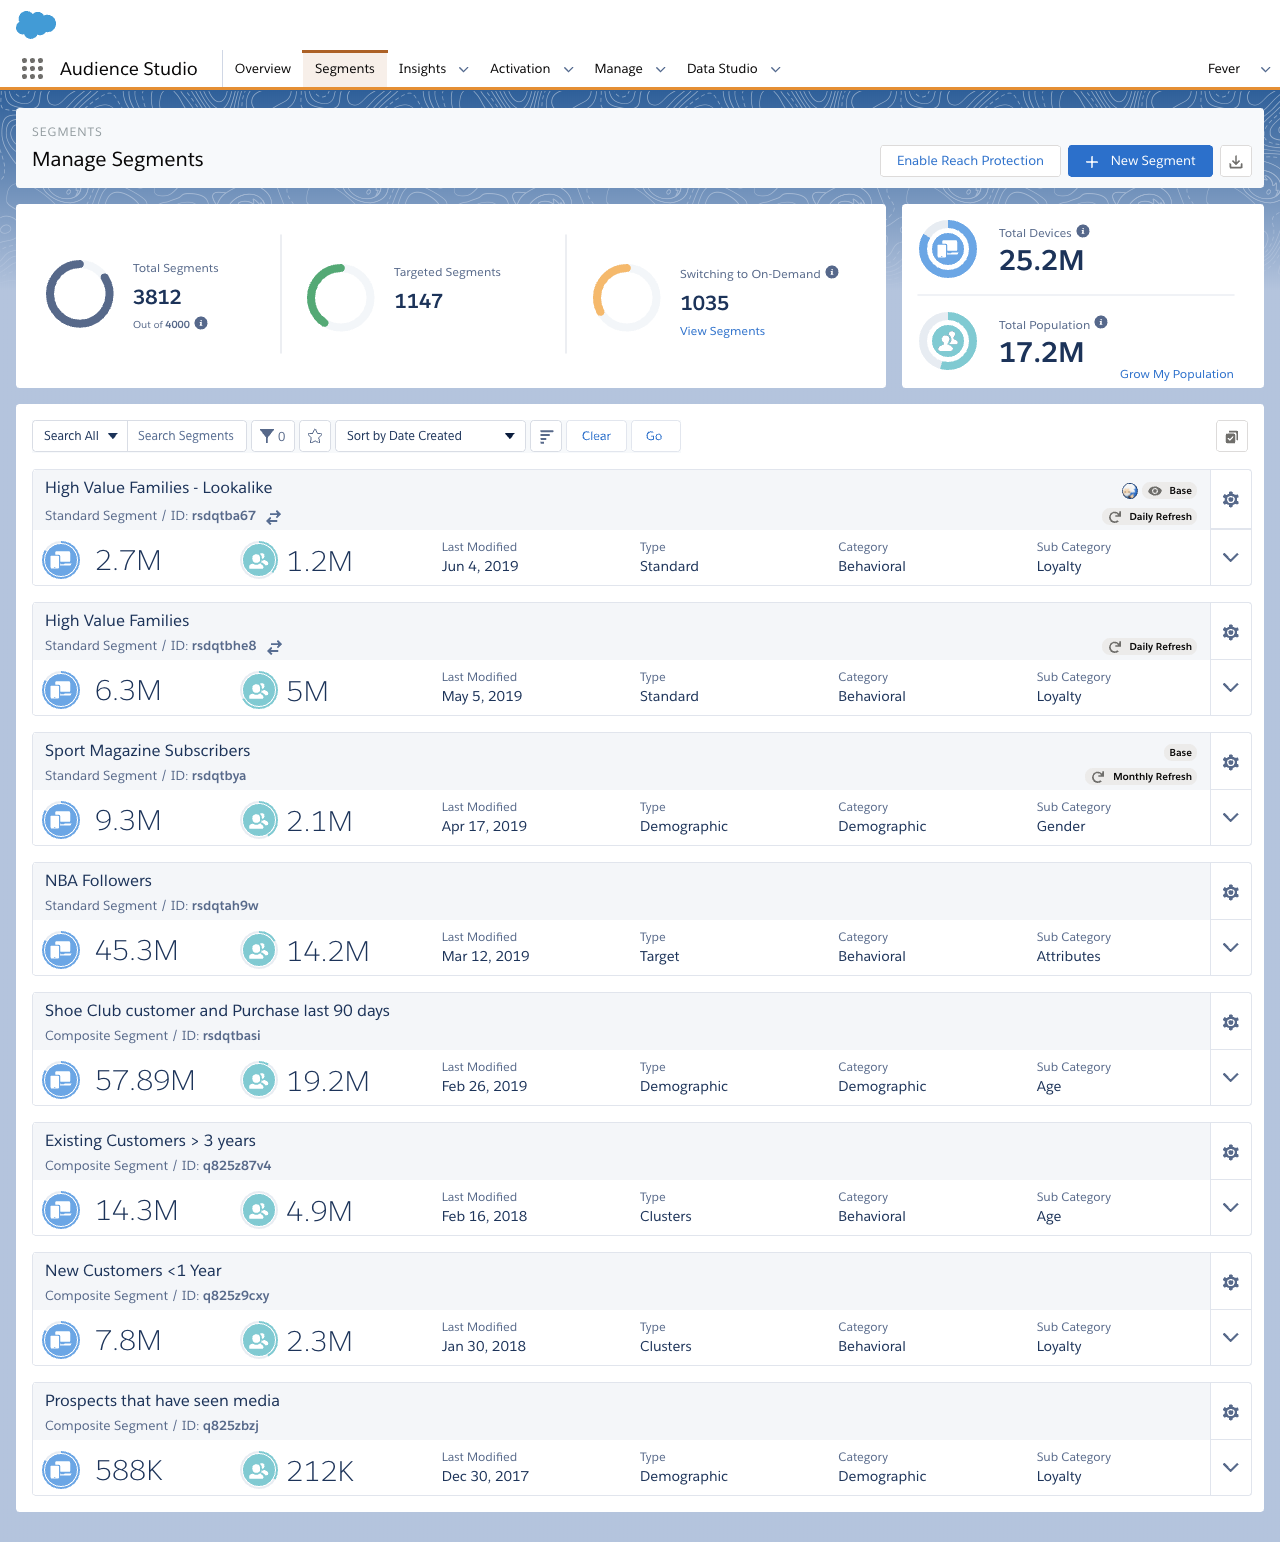 Audience Studio
Overview
Segments
Insights
Activation
Manage
Data Studio
Fever
SEGMENTS
Manage Segments
Enable Reach Protection
New Segment
Total Segments
3812
Out of 4000
Targeted Segments
1147
Switching to On-Demand
1035
View Segments
Total Devices
25.2M
Total Population
17.2M
Grow My Population
Search All
Search Segments
0
Sort by Date Created
Clear
Go
High Value Families - Lookalike
Base
Standard Segment / ID: rsdqtba67
Daily Refresh
2.7M
1.2M
Last Modified
Jun 4, 2019
Type
Standard
Category
Behavioral
Sub Category
Loyalty
High Value Families
Standard Segment / ID: rsdqtbhe8
Daily Refresh
6.3M
5M
Last Modified
May 5, 2019
Type
Standard
Category
Behavioral
Sub Category
Loyalty
Sport Magazine Subscribers
Base
Standard Segment / ID: rsdqtbya
Monthly Refresh
9.3M
2.1M
Last Modified
Apr 17, 2019
Type
Demographic
Category
Demographic
Sub Category
Gender
NBA Followers
Standard Segment / ID: rsdqtah9w
45.3M
14.2M
Last Modified
Mar 12, 2019
Type
Target
Category
Behavioral
Sub Category
Attributes
Shoe Club customer and Purchase last 90 days
Composite Segment / ID: rsdqtbasi
57.89M
19.2M
Last Modified
Feb 26, 2019
Type
Demographic
Category
Demographic
Sub Category
Age
Existing Customers > 3 years
Composite Segment / ID: q825z87v4
14.3M
4.9M
Last Modified
Feb 16, 2018
Type
Clusters
Category
Behavioral
Sub Category
Age
New Customers <1 Year
Composite Segment / ID: q825z9cxy
7.8M
2.3M
Last Modified
Jan 30, 2018
Type
Clusters
Category
Behavioral
Sub Category
Loyalty
Prospects that have seen media
Composite Segment / ID: q825zbzj
588K
212K
Last Modified
Dec 30, 2017
Type
Demographic
Category
Demographic
Sub Category
Loyalty